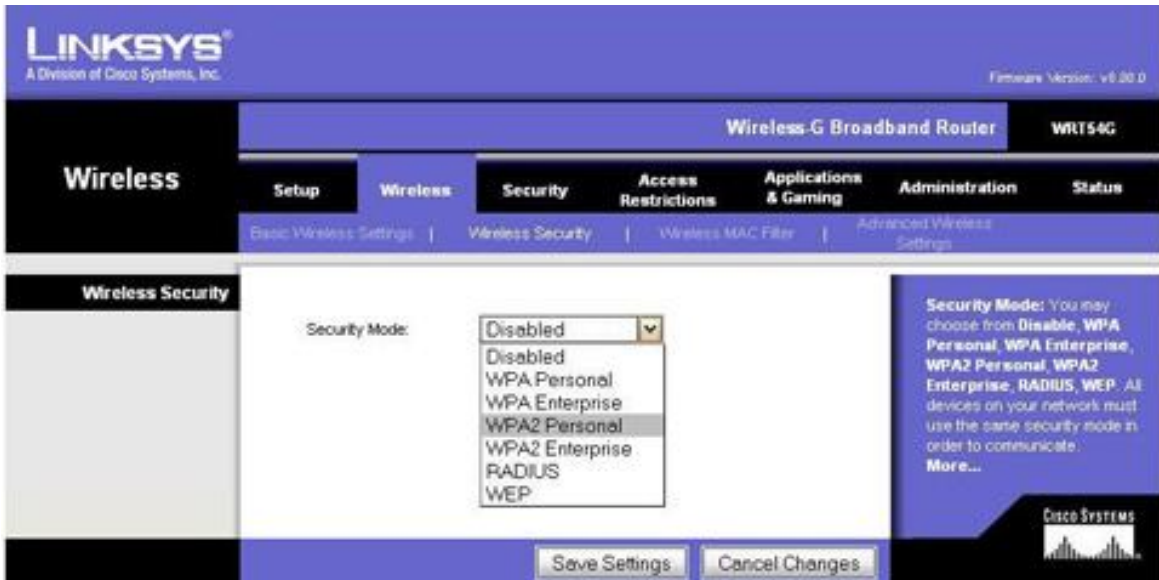 LINKSYS®
A Division of Cisco Systems, Inc.
Firmware Version: v8.00.0
Wireless-G Broadband Router
WRT54G
Wireless
Setup
Wireless
Security
Access Restrictions
Applications & Gaming
Administration
Status
Basic Wireless Settings | Wireless Security | Wireless MAC Filter | Advanced Wireless Settings
Wireless Security
Security Mode:
Disabled
Disabled
WPA Personal
WPA Enterprise
WPA2 Personal
WPA2 Enterprise
RADIUS
WEP
Security Mode: You may
choose from Disable, WPA
Personal, WPA Enterprise,
WPA2 Personal, WPA2
Enterprise, RADIUS, WEP. All
devices on your network must
use the same security mode in
order to communicate.
More...
CISCO SYSTEMS
Save Settings
Cancel Changes